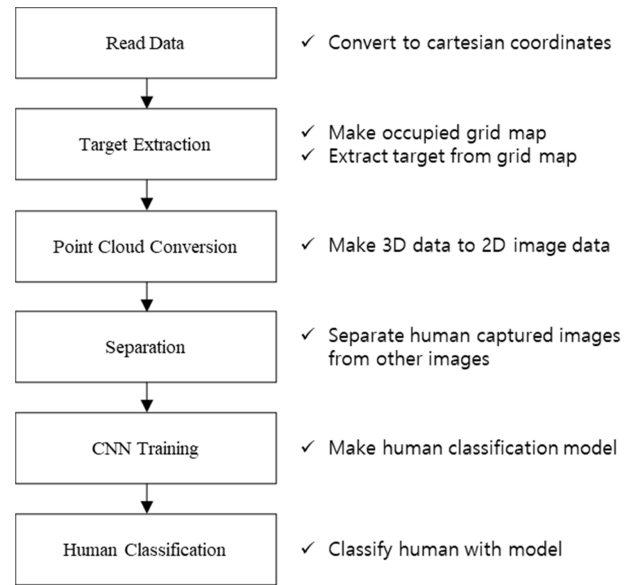 Read Data
✓ Convert to cartesian coordinates
Target Extraction
✓ Make occupied grid map
✓ Extract target from grid map
Point Cloud Conversion
✓ Make 3D data to 2D image data
Separation
✓ Separate human captured images
from other images
CNN Training
✓ Make human classification model
Human Classification
✓ Classify human with model